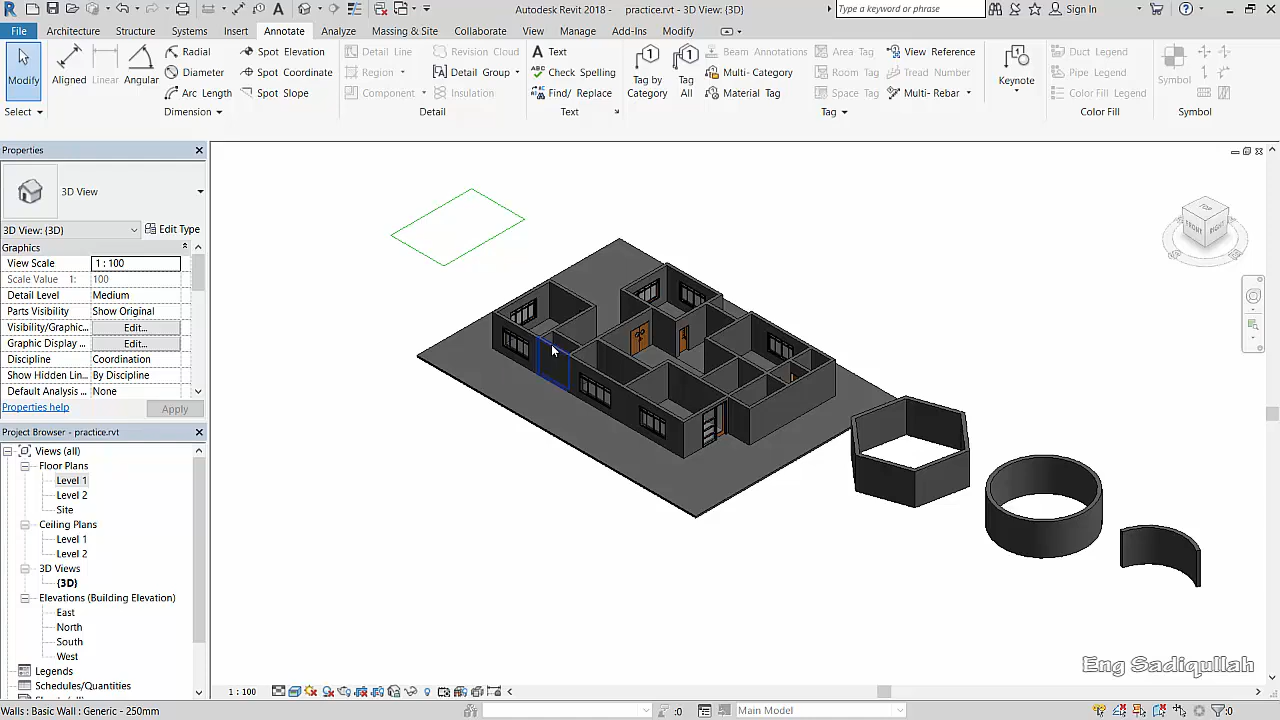 Autodesk Revit 2018 - practice.rvt - 3D View: {3D}
Type a keyword or phrase
Sign In
File Architecture Structure Systems Insert Annotate Analyze Massing & Site Collaborate View Manage Add-Ins Modify
Modify
Select
Aligned Linear Angular
Radial
Diameter
Arc Length
Spot Elevation
Spot Coordinate
Spot Slope
Dimension
Detail Line
Region
Component
Revision Cloud
Detail Group
Insulation
Detail
Text
Check Spelling
Find/ Replace
Text
Tag by
Category
Tag
All
Beam Annotations
Multi- Category
Material Tag
Area Tag
Room Tag
Space Tag
View Reference
Tread Number
Multi- Rebar
Tag
Keynote
Duct Legend
Pipe Legend
Color Fill Legend
Color Fill
Symbol
Symbol
Properties
3D View
3D View: {3D}
Edit Type
Graphics
View Scale 1 : 100
Scale Value 1: 100
Detail Level Medium
Parts Visibility Show Original
Visibility/Graphic... Edit...
Graphic Display ... Edit...
Discipline Coordination
Show Hidden Lin... By Discipline
Default Analysis ... None
Properties help
Apply
Project Browser - practice.rvt
Views (all)
Floor Plans
Level 1
Level 2
Site
Ceiling Plans
Level 1
Level 2
3D Views
{3D}
Elevations (Building Elevation)
East
North
South
West
Legends
Schedules/Quantities
TOP
FRONT
RIGHT
Eng Sadiqullah
1 : 100
Walls : Basic Wall : Generic - 250mm
:0
Main Model
:0